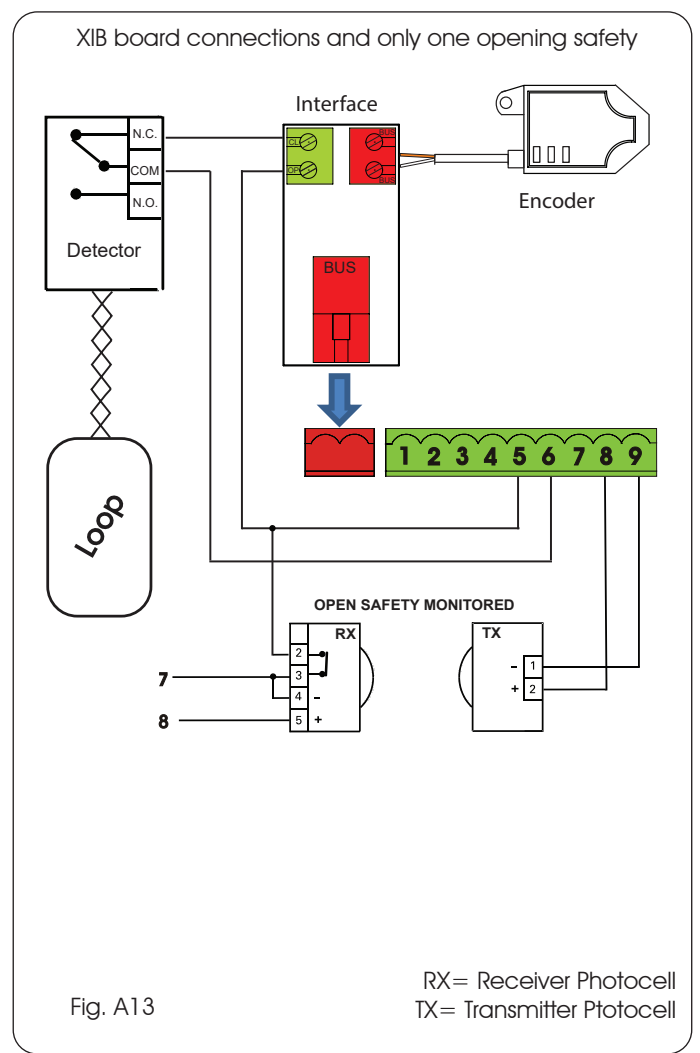 XIB board connections and only one opening safety
Interface
N.C.
COM
N.O.
Detector
CL
OP
BUS
BUS
Encoder
BUS
1 2 3 4 5 6 7 8 9
Loop
OPEN SAFETY MONITORED
RX
2
3
4 -
5 +
7
8
TX
- 1
+ 2
RX= Receiver Photocell
TX= Transmitter Ptotocell
Fig. A13